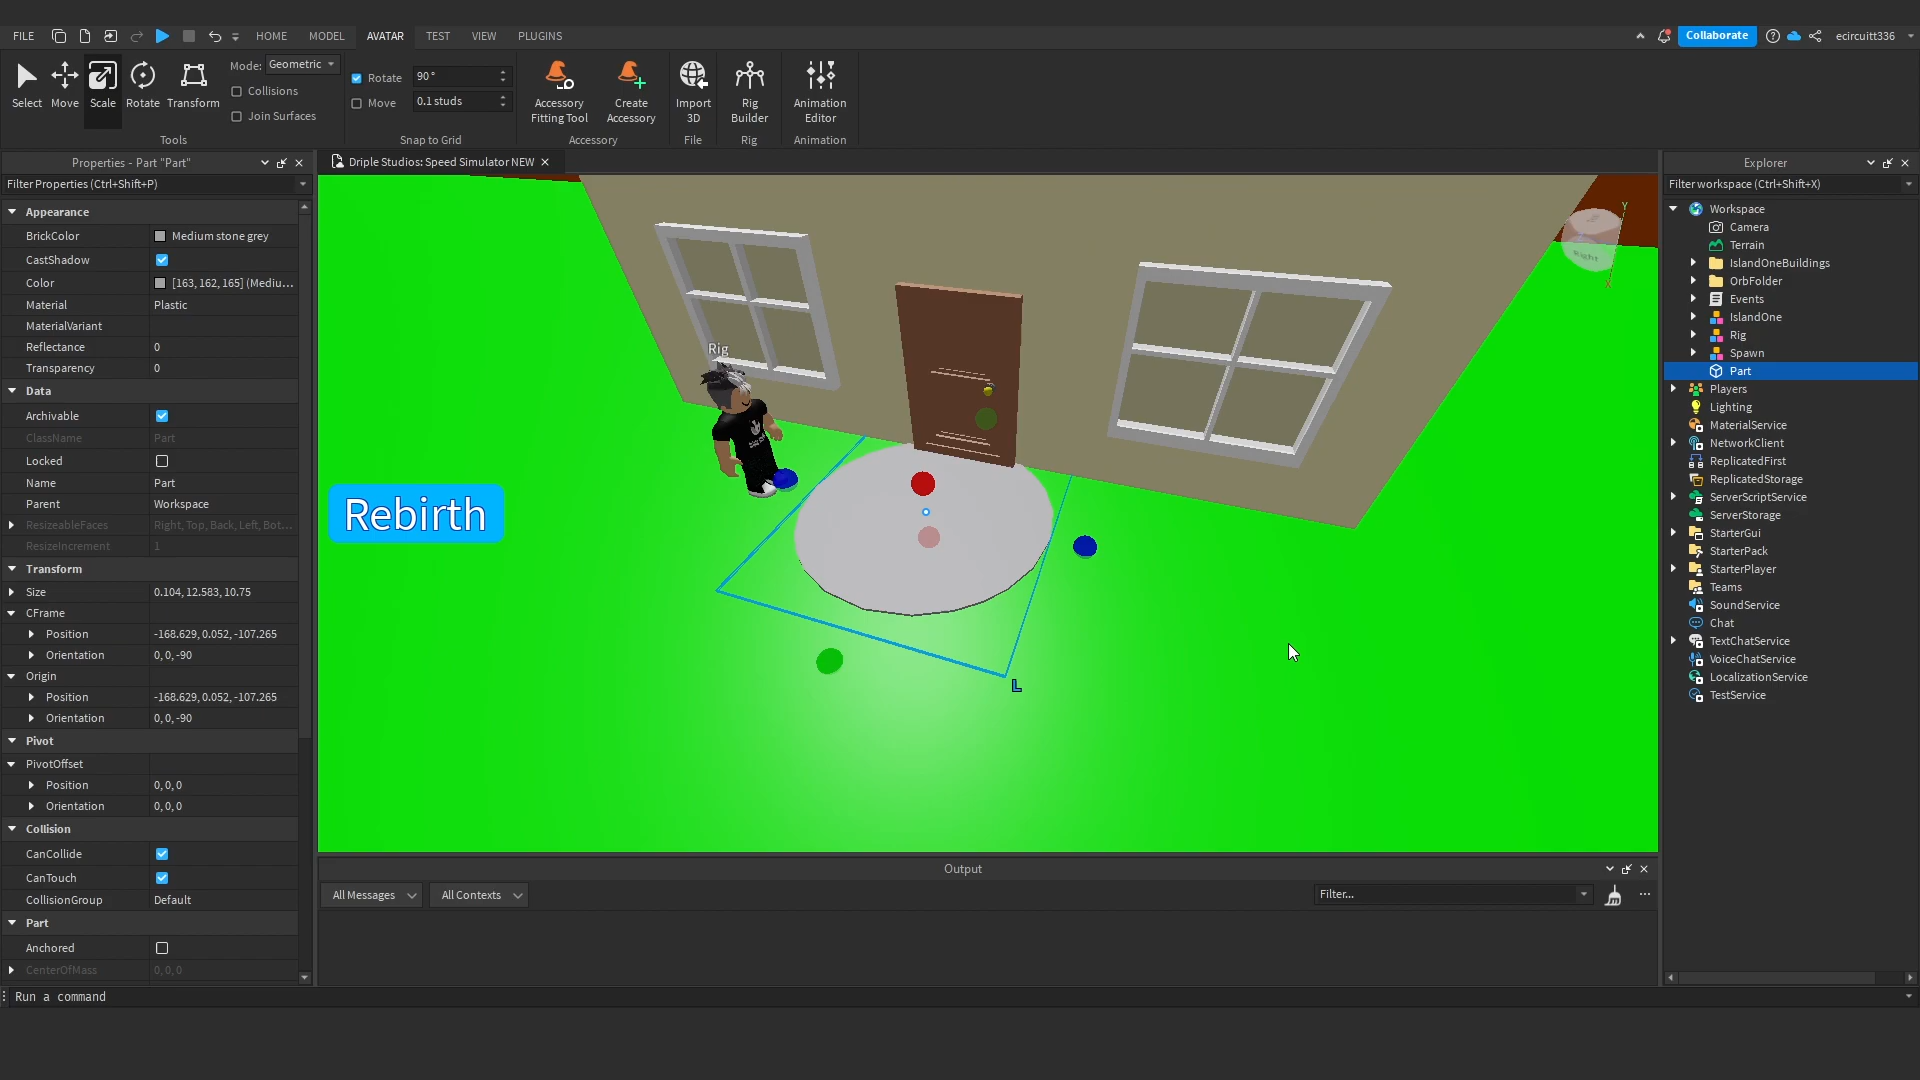 FILE HOME MODEL AVATAR TEST VIEW PLUGINS Collaborate ecircuitt336
Select Move Scale Rotate Transform
Mode: Geometric
Collisions
Join Surfaces
Rotate 90°
Move 0.1 studs
Accessory Fitting Tool
Create Accessory
Import 3D
Rig Builder
Animation Editor
Tools Snap to Grid Accessory File Rig Animation
Properties - Part "Part"
Filter Properties (Ctrl+Shift+P)
Appearance
BrickColor Medium stone grey
CastShadow
Color [163, 162, 165] (Mediu...
Material Plastic
MaterialVariant
Reflectance 0
Transparency 0
Data
Archivable
ClassName Part
Locked
Name Part
Parent Workspace
ResizeableFaces Right, Top, Back, Left, Bot...
ResizeIncrement 1
Transform
Size 0.104, 12.583, 10.75
CFrame
Position -168.629, 0.052, -107.265
Orientation 0, 0, -90
Origin
Position -168.629, 0.052, -107.265
Orientation 0, 0, -90
Pivot
PivotOffset
Position 0, 0, 0
Orientation 0, 0, 0
Collision
CanCollide
CanTouch
CollisionGroup Default
Part
Anchored
CenterOfMass 0, 0, 0
Driple Studios: Speed Simulator NEW
Y
Right
X
Rig
Rebirth
L
Output
All Messages All Contexts Filter...
Explorer
Filter workspace (Ctrl+Shift+X)
Workspace
Camera
Terrain
IslandOneBuildings
OrbFolder
Events
IslandOne
Rig
Spawn
Part
Players
Lighting
MaterialService
NetworkClient
ReplicatedFirst
ReplicatedStorage
ServerScriptService
ServerStorage
StarterGui
StarterPack
StarterPlayer
Teams
SoundService
Chat
TextChatService
VoiceChatService
LocalizationService
TestService
Run a command